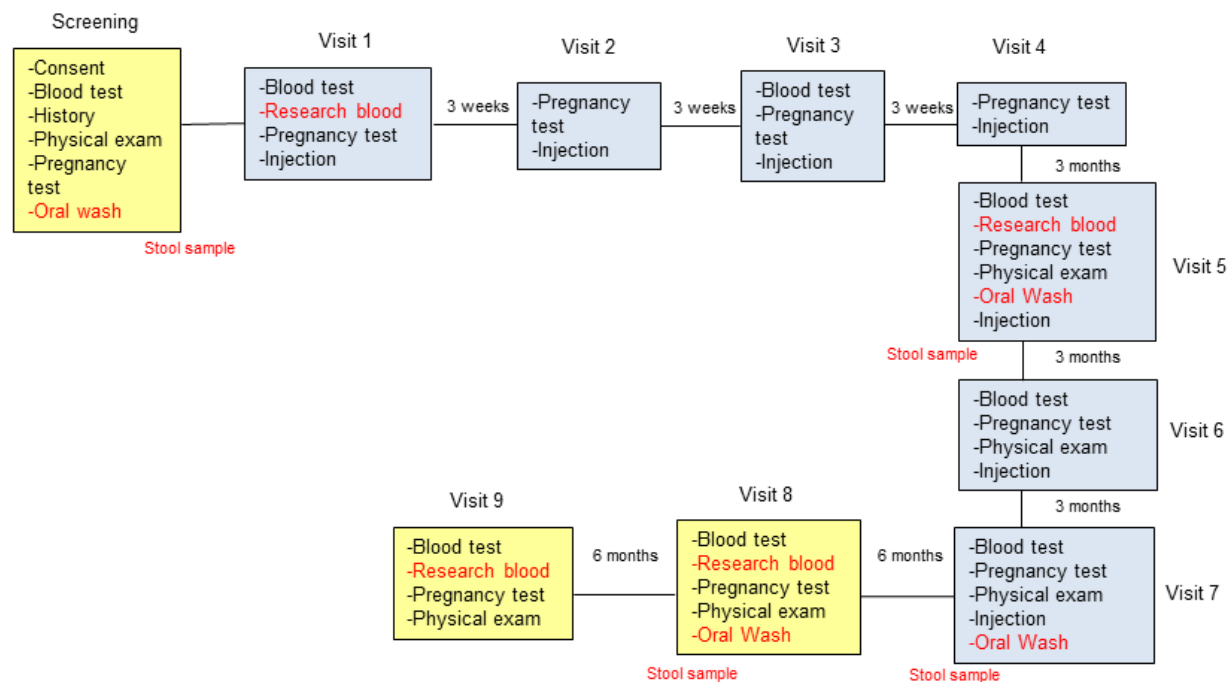 Screening
-Consent
-Blood test
-History
-Physical exam
-Pregnancy
test
-Oral wash
Stool sample
Visit 1
-Blood test
-Research blood
-Pregnancy test
-Injection
3 weeks
Visit 2
-Pregnancy
test
-Injection
3 weeks
Visit 3
-Blood test
-Pregnancy
test
-Injection
3 weeks
Visit 4
-Pregnancy test
-Injection
3 months
-Blood test
-Research blood
-Pregnancy test
-Physical exam
-Oral Wash
-Injection
Visit 5
Stool sample
3 months
-Blood test
-Pregnancy test
-Physical exam
-Injection
Visit 6
3 months
-Blood test
-Pregnancy test
-Physical exam
-Injection
-Oral Wash
Visit 7
Stool sample
6 months
Visit 8
-Blood test
-Research blood
-Pregnancy test
-Physical exam
-Oral Wash
Stool sample
6 months
Visit 9
-Blood test
-Research blood
-Pregnancy test
-Physical exam